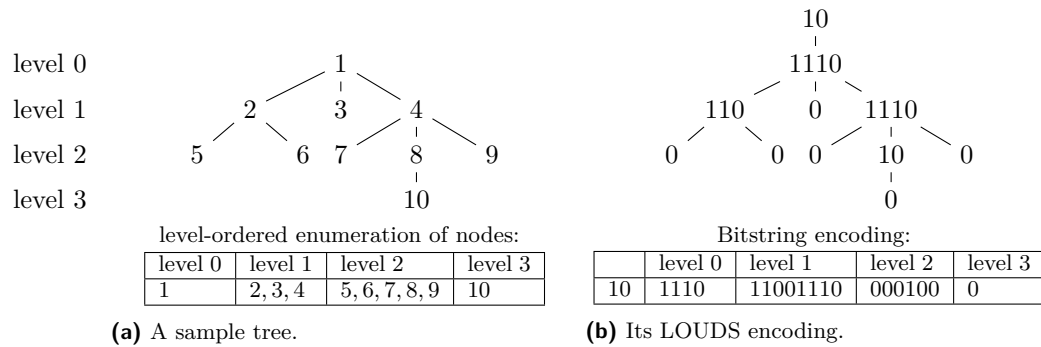 10
level 0 1 1110
level 1 2 3 4 110 0 1110
level 2 5 6 7 8 9 0 0 0 10 0
level 3 10 0
level-ordered enumeration of nodes: Bitstring encoding:
level 0 level 1 level 2 level 3 level 0 level 1 level 2 level 3
1 2, 3, 4 5, 6, 7, 8, 9 10 10 1110 11001110 000100 0
(a) A sample tree. (b) Its LOUDS encoding.